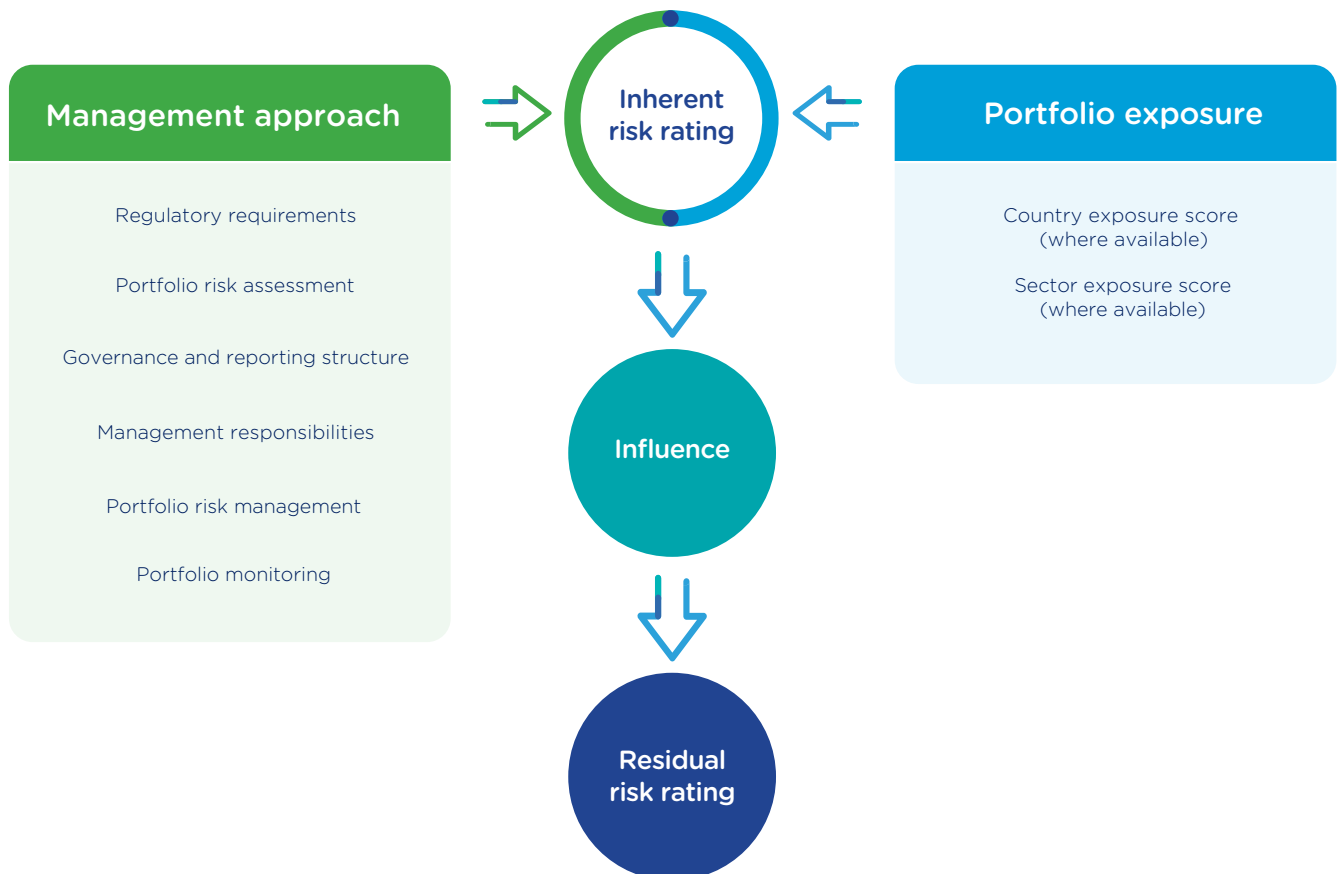 Management approach
Regulatory requirements
Portfolio risk assessment
Governance and reporting structure
Management responsibilities
Portfolio risk management
Portfolio monitoring
Inherent
risk rating
Influence
Residual
risk rating
Portfolio exposure
Country exposure score
(where available)
Sector exposure score
(where available)